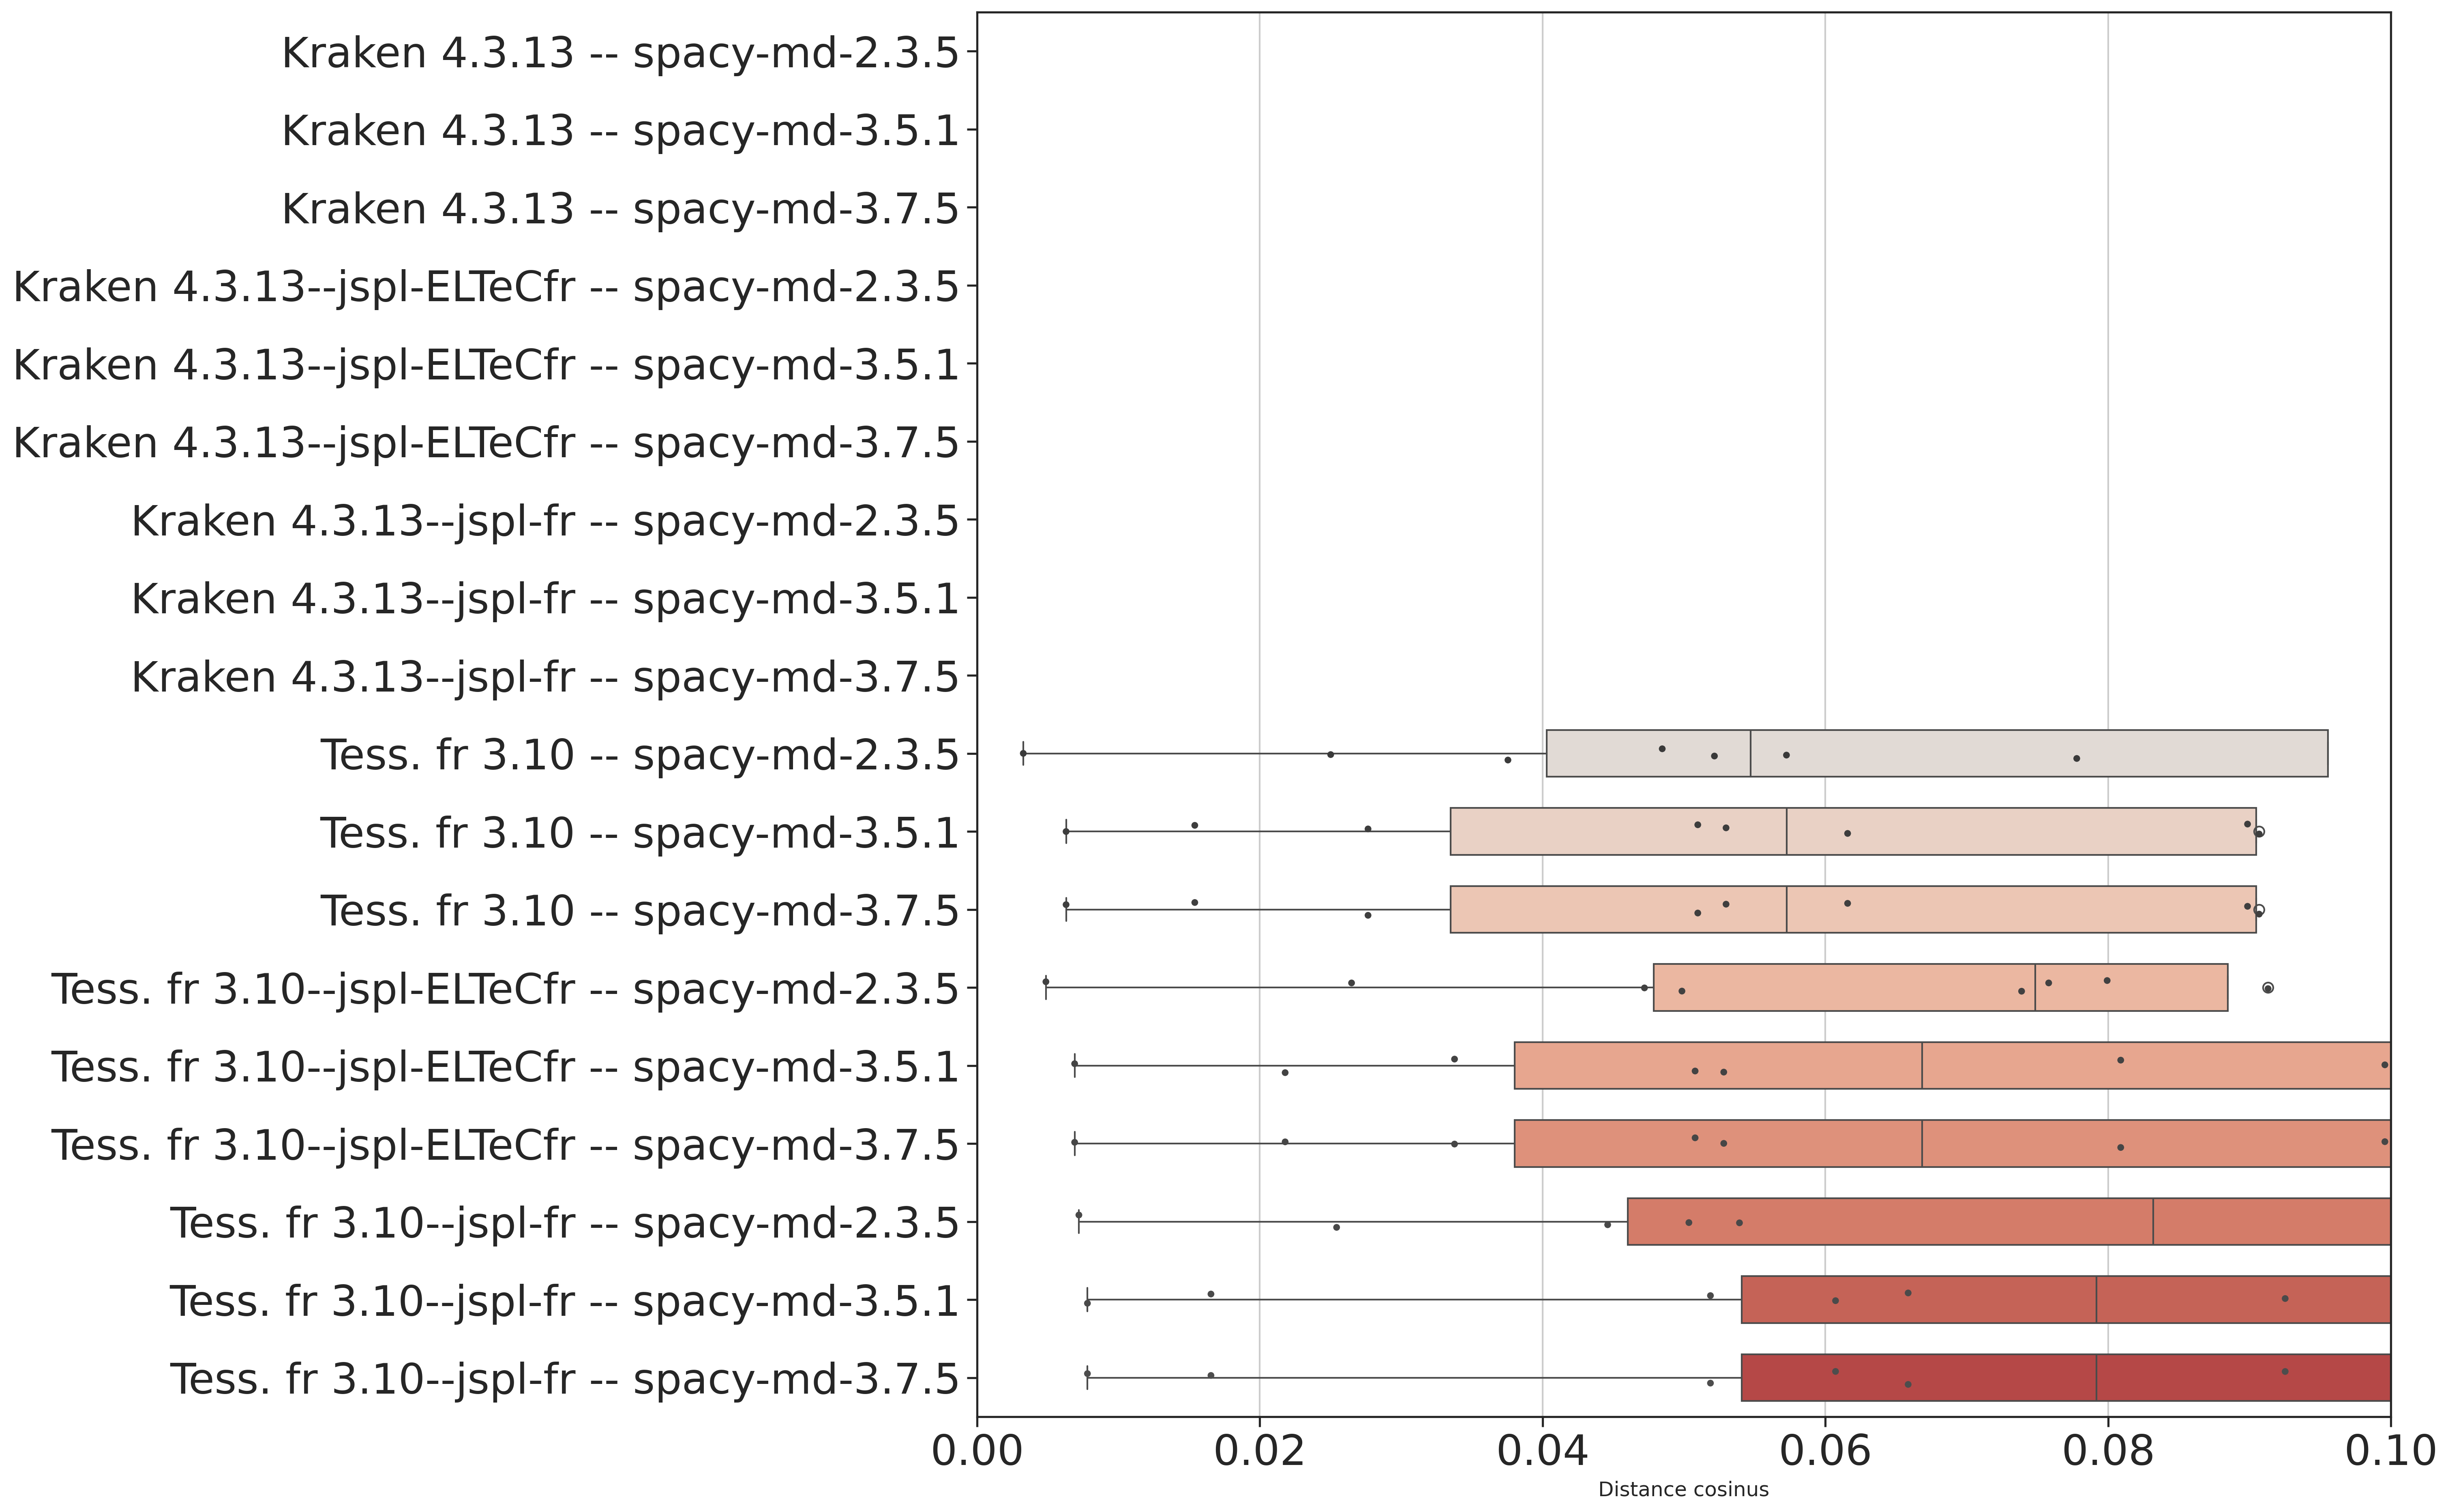 Kraken 4.3.13 -- spacy-md-2.3.5
Kraken 4.3.13 -- spacy-md-3.5.1
Kraken 4.3.13 -- spacy-md-3.7.5
Kraken 4.3.13--jspl-ELTeCfr -- spacy-md-2.3.5
Kraken 4.3.13--jspl-ELTeCfr -- spacy-md-3.5.1
Kraken 4.3.13--jspl-ELTeCfr -- spacy-md-3.7.5
Kraken 4.3.13--jspl-fr -- spacy-md-2.3.5
Kraken 4.3.13--jspl-fr -- spacy-md-3.5.1
Kraken 4.3.13--jspl-fr -- spacy-md-3.7.5
Tess. fr 3.10 -- spacy-md-2.3.5
Tess. fr 3.10 -- spacy-md-3.5.1
Tess. fr 3.10 -- spacy-md-3.7.5
Tess. fr 3.10--jspl-ELTeCfr -- spacy-md-2.3.5
Tess. fr 3.10--jspl-ELTeCfr -- spacy-md-3.5.1
Tess. fr 3.10--jspl-ELTeCfr -- spacy-md-3.7.5
Tess. fr 3.10--jspl-fr -- spacy-md-2.3.5
Tess. fr 3.10--jspl-fr -- spacy-md-3.5.1
Tess. fr 3.10--jspl-fr -- spacy-md-3.7.5
0.00 0.02 0.04 0.06 0.08 0.10
Distance cosinus